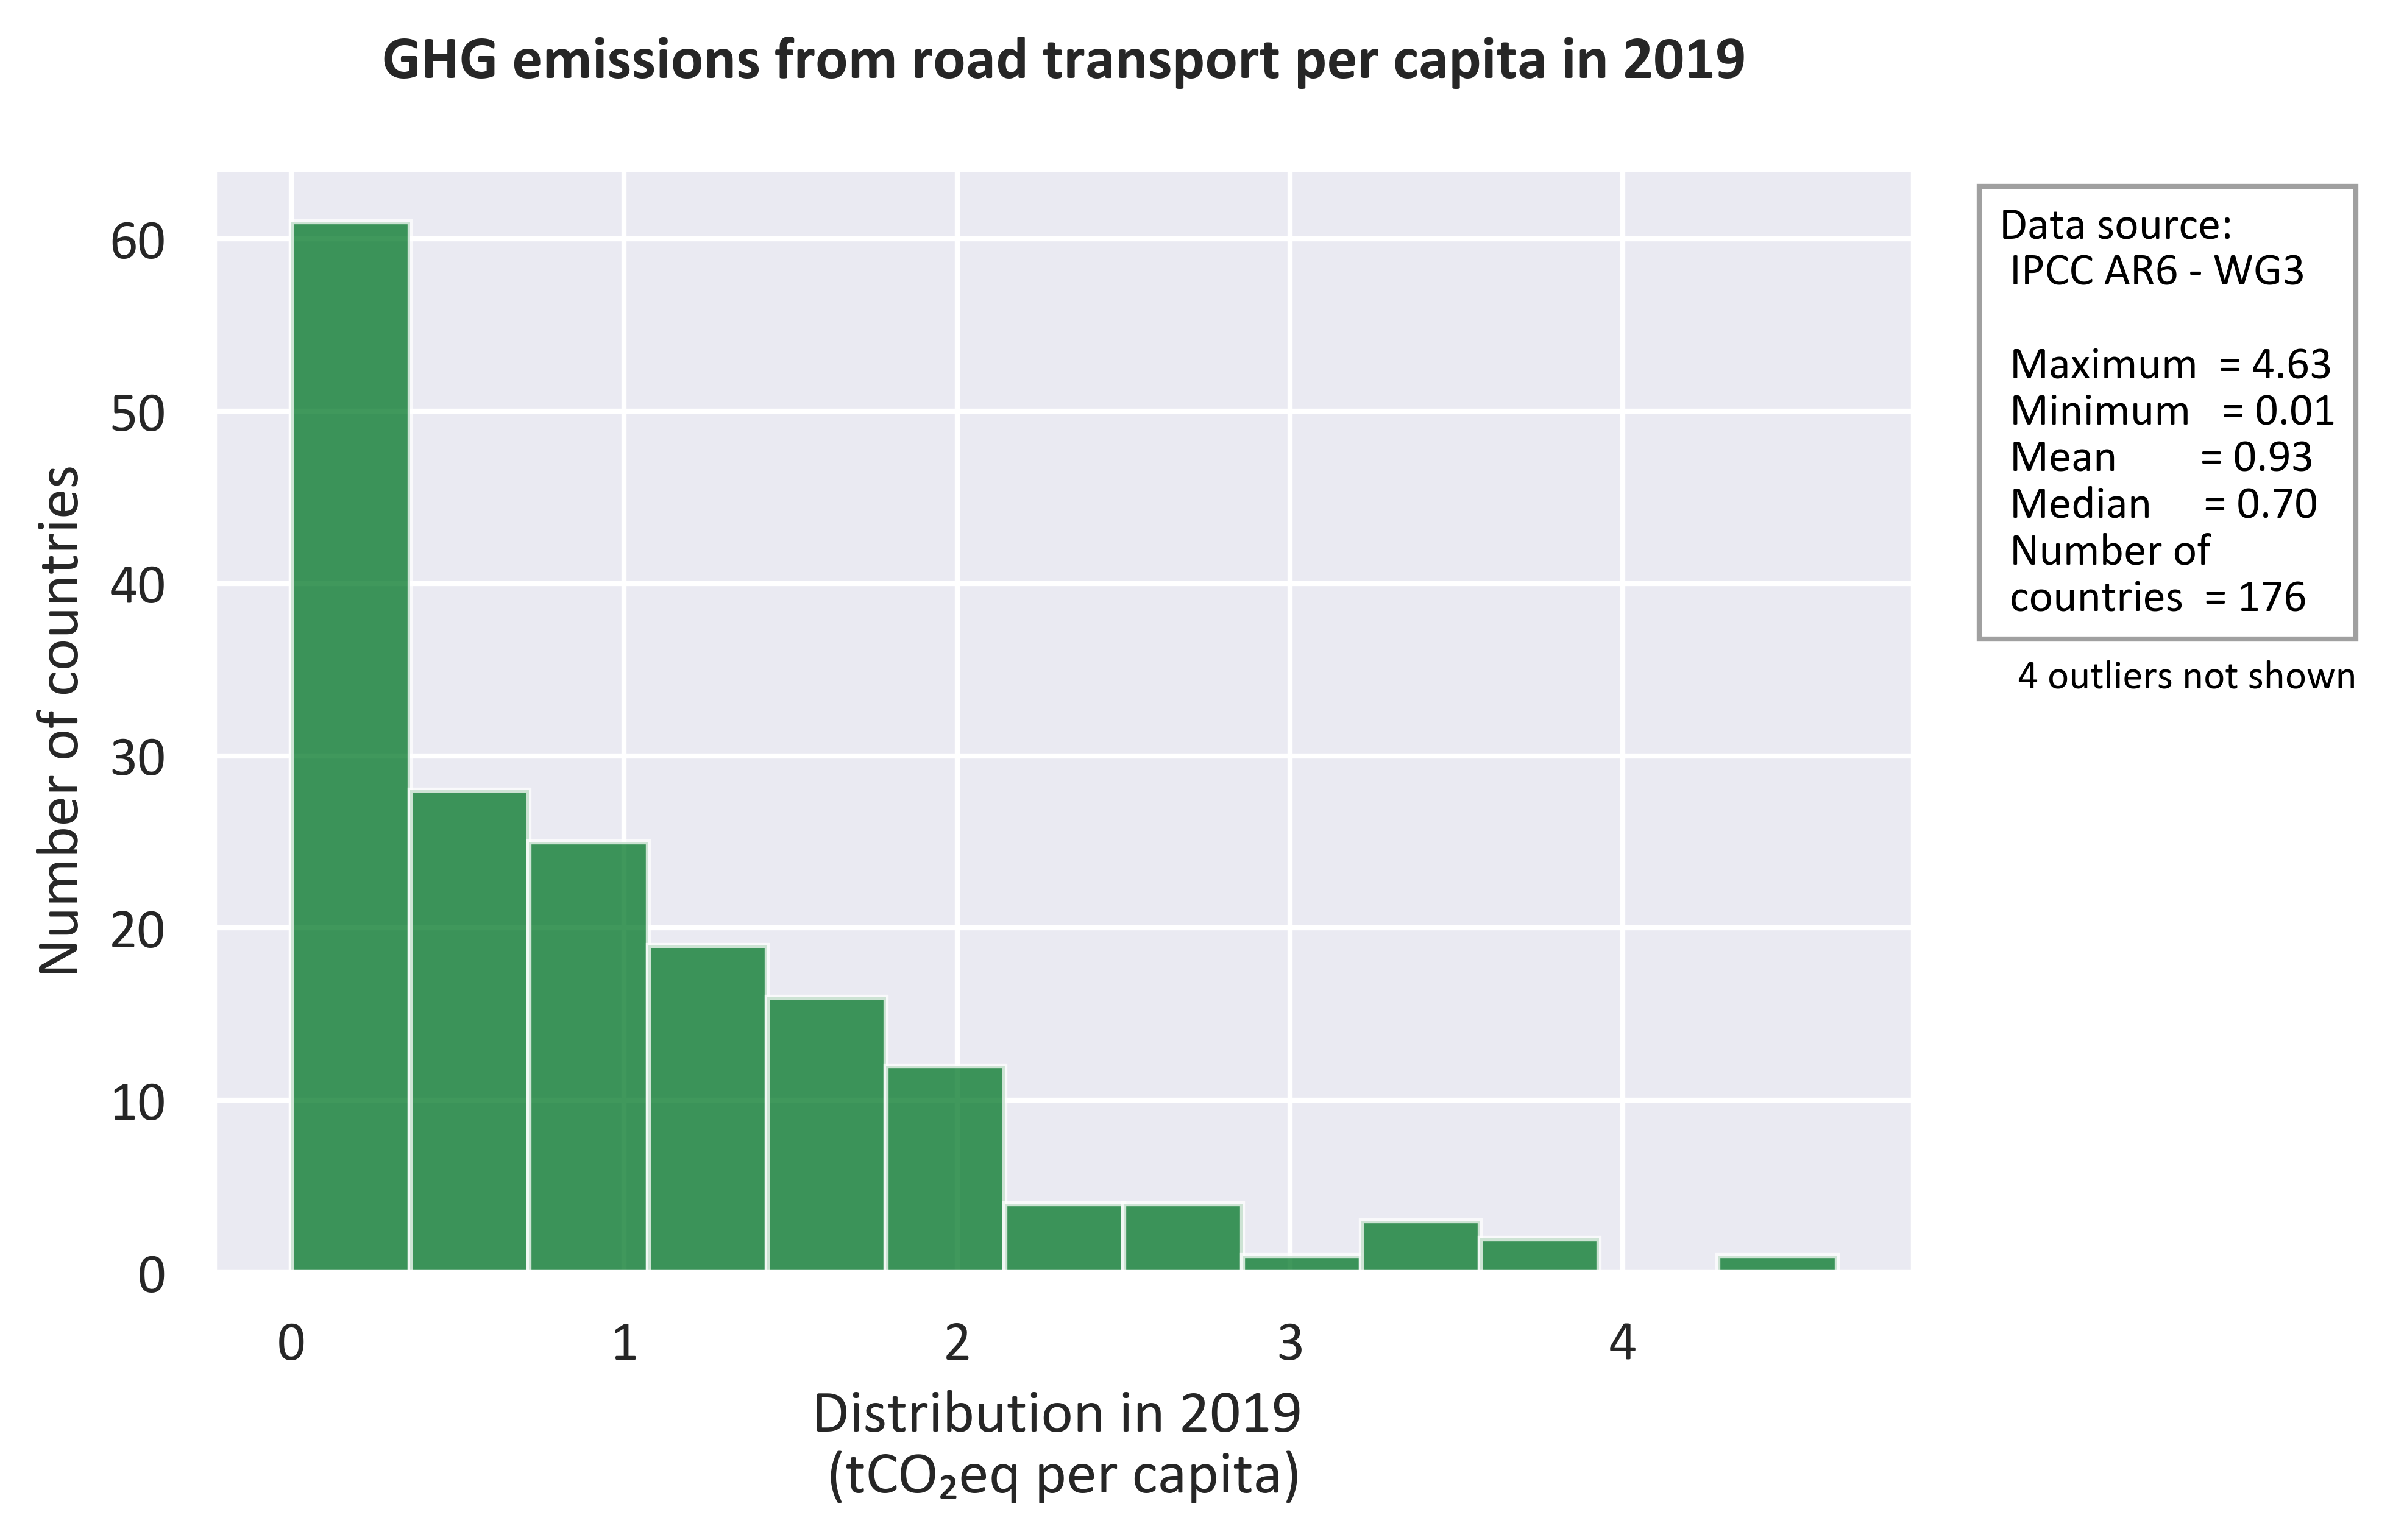 GHG emissions from road transport per capita in 2019
Number of countries
60
50
40
30
20
10
0
0 1 2 3 4
Distribution in 2019
(tCO₂eq per capita)
Data source:
IPCC AR6 - WG3
Maximum = 4.63
Minimum = 0.01
Mean = 0.93
Median = 0.70
Number of
countries = 176
4 outliers not shown